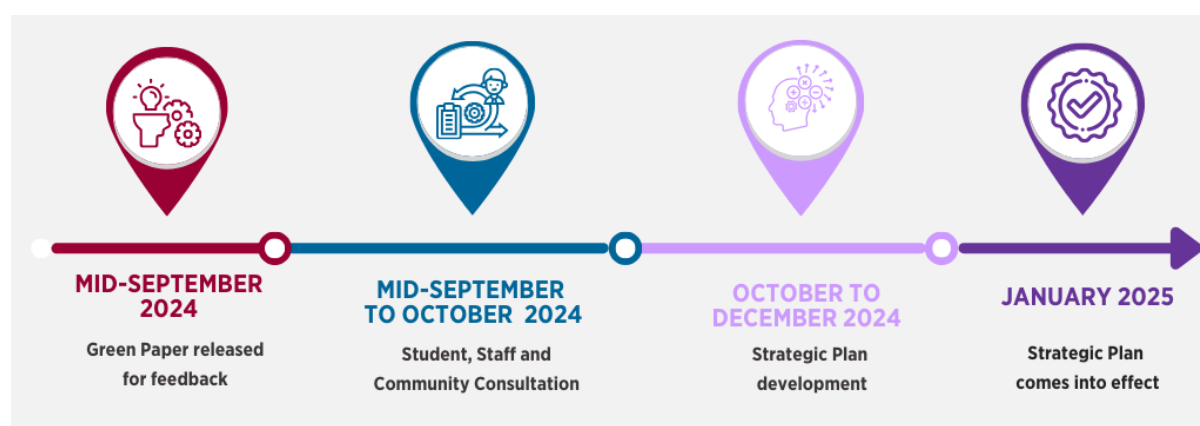 MID-SEPTEMBER
2024
Green Paper released
for feedback
MID-SEPTEMBER
TO OCTOBER 2024
Student, Staff and
Community Consultation
OCTOBER TO
DECEMBER 2024
Strategic Plan
development
JANUARY 2025
Strategic Plan
comes into effect